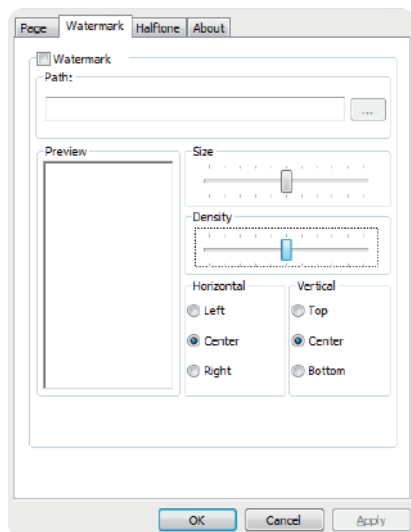 Page Watermark Halftone About
Watermark
Path:
...
Preview
Size
Density
Horizontal Vertical
Left Top
Center Center
Right Bottom
OK Cancel Apply